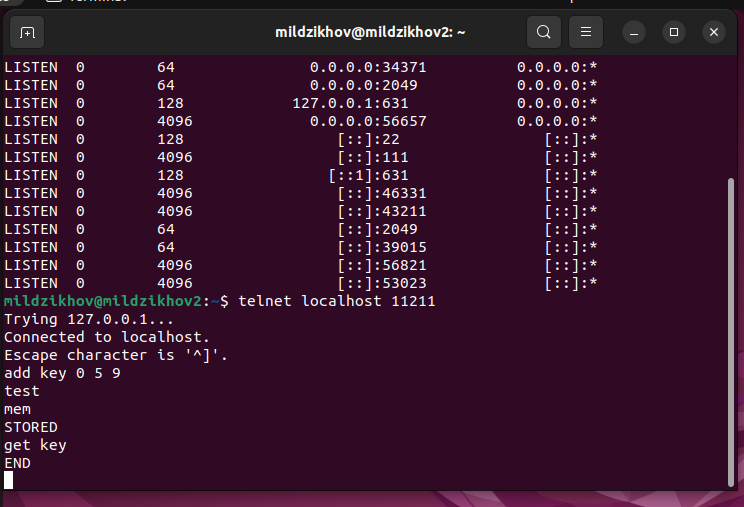 mildzikhov@mildzikhov2: ~
LISTEN 0 64 0.0.0.0:34371 0.0.0.0:*
LISTEN 0 64 0.0.0.0:2049 0.0.0.0:*
LISTEN 0 128 127.0.0.1:631 0.0.0.0:*
LISTEN 0 4096 0.0.0.0:56657 0.0.0.0:*
LISTEN 0 128 [::]:22 [::]:*
LISTEN 0 4096 [::]:111 [::]:*
LISTEN 0 128 [::1]:631 [::]:*
LISTEN 0 4096 [::]:46331 [::]:*
LISTEN 0 4096 [::]:43211 [::]:*
LISTEN 0 64 [::]:2049 [::]:*
LISTEN 0 64 [::]:39015 [::]:*
LISTEN 0 4096 [::]:56821 [::]:*
LISTEN 0 4096 [::]:53023 [::]:*
mildzikhov@mildzikhov2:~$ telnet localhost 11211
Trying 127.0.0.1...
Connected to localhost.
Escape character is '^]'.
add key 0 5 9
test
mem
STORED
get key
END